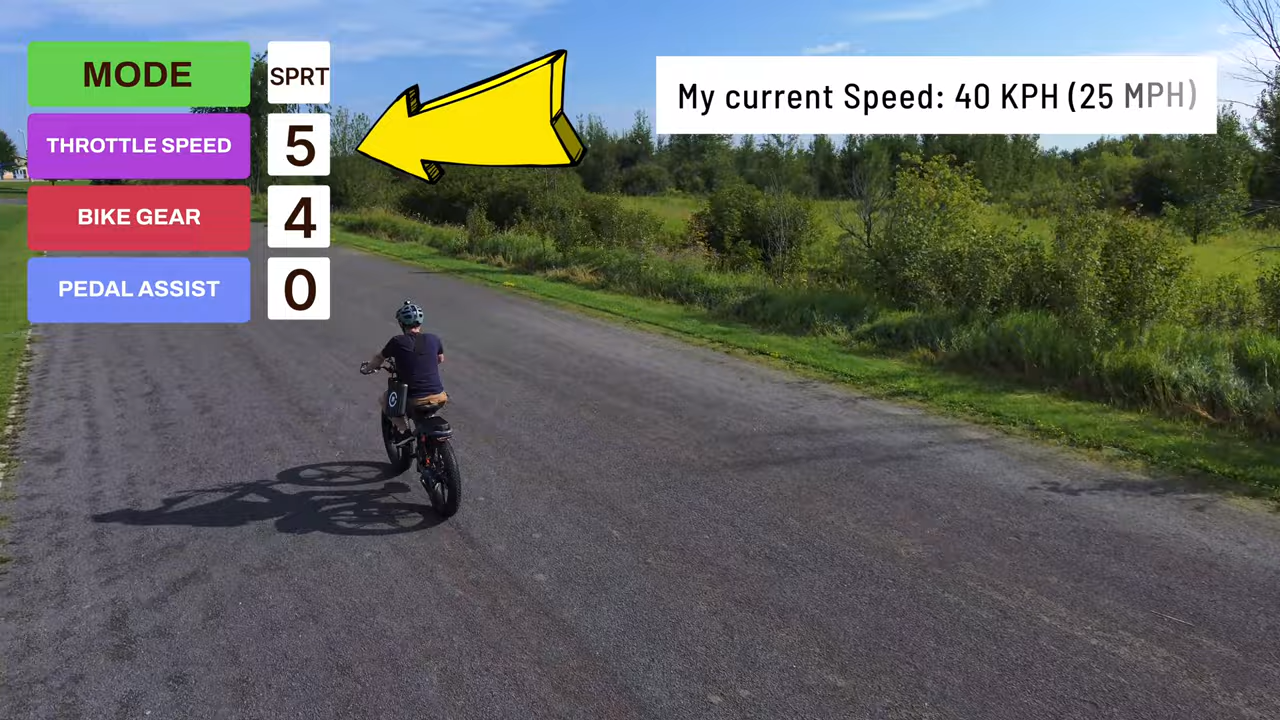 MODE SPRT
THROTTLE SPEED 5
BIKE GEAR 4
PEDAL ASSIST 0
My current Speed: 40 KPH (25 MPH)